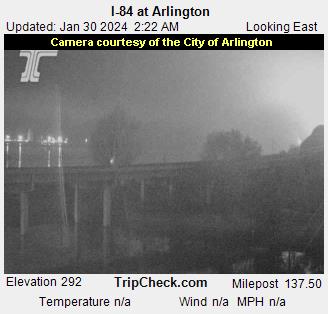 I-84 at Arlington
Updated: Jan 30 2024 2:22 AM Looking East
Camera courtesy of the City of Arlington
Elevation 292 TripCheck.com Milepost 137.50
Temperature n/a Wind n/a MPH n/a